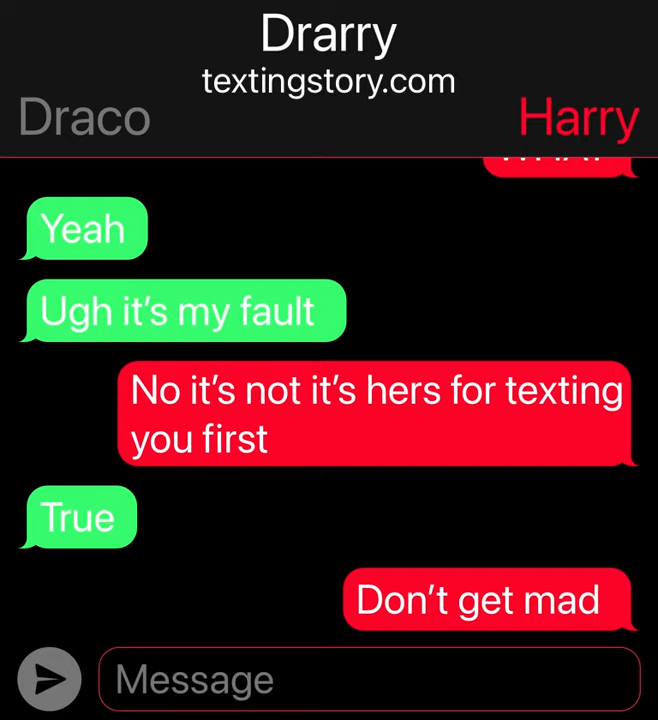 Drarry
textingstory.com
Draco
Harry
Yeah
Ugh it’s my fault
No it’s not it’s hers for texting
you first
True
Don’t get mad
Message